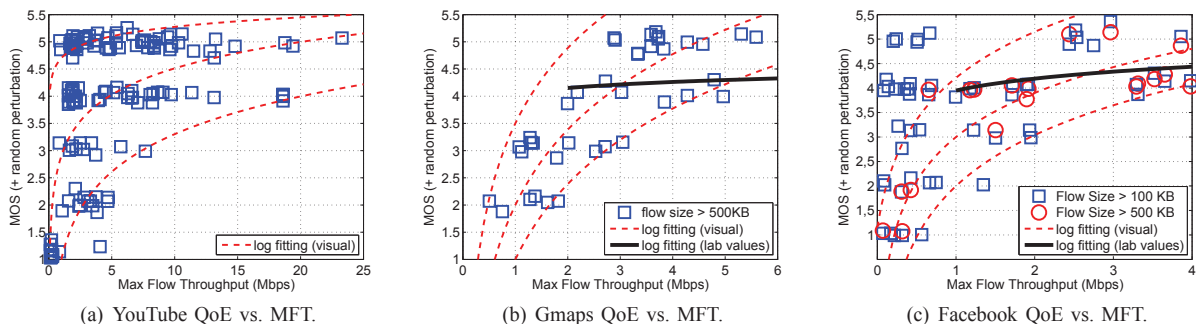 5.5
5
4.5
4
3.5
3
2.5
2
1.5
1
MOS (+ random perturbation)
0 5 10 15 20 25
Max Flow Throughput (Mbps)
log fitting (visual)
(a) YouTube QoE vs. MFT.
5.5
5
4.5
4
3.5
3
2.5
2
1.5
1
MOS (+ random perturbation)
0 1 2 3 4 5 6
Max Flow Throughput (Mbps)
flow size > 500KB
log fitting (visual)
log fitting (lab values)
(b) Gmaps QoE vs. MFT.
5.5
5
4.5
4
3.5
3
2.5
2
1.5
1
MOS (+ random perturbation)
0 1 2 3 4
Max Flow Throughput (Mbps)
Flow Size > 100 KB
Flow Size > 500 KB
log fitting (visual)
log fitting (lab values)
(c) Facebook QoE vs. MFT.